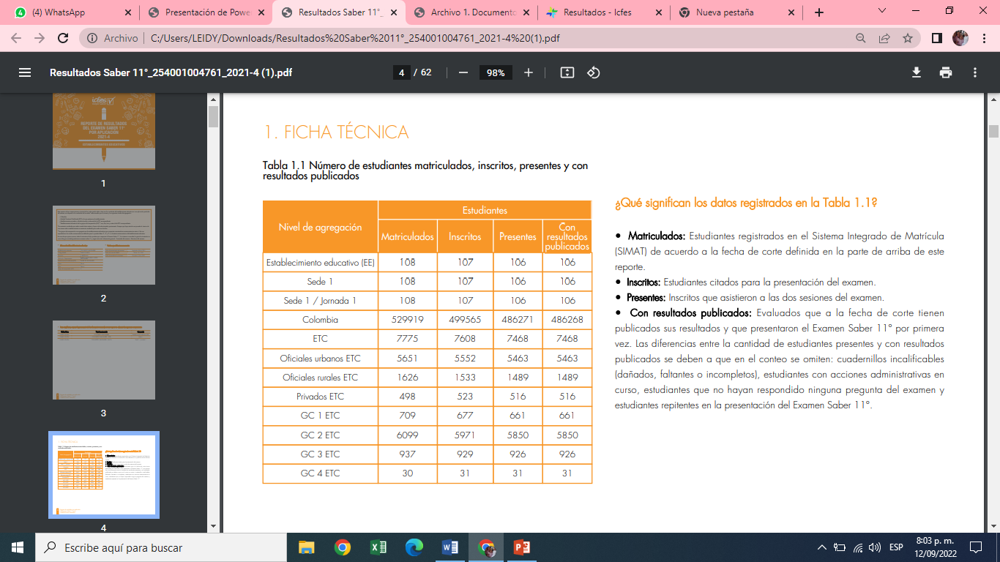 (4) WhatsApp
Presentación de Powe
Resultados Saber 11°_
Archivo 1. Documento
Resultados - Icfes
Nueva pestaña
Archivo
C:/Users/LEIDY/Downloads/Resultados%20Saber%2011°_254001004761_2021-4%20(1).pdf
Resultados Saber 11°_254001004761_2021-4 (1).pdf
4 / 62
98%
icfes
REPORTE DE RESULTADOS
DEL EXAMEN SABER 11°
POR APLICACIÓN
2021-4
ESTABLECIMIENTOS EDUCATIVOS
1
2
3
4
1. FICHA TÉCNICA
Tabla 1.1 Número de estudiantes matriculados, inscritos, presentes y con
resultados publicados
Nivel de agregación
Estudiantes
Matriculados Inscritos Presentes Con resultados publicados
Establecimiento educativo (EE) 108 107 106 106
Sede 1 108 107 106 106
Sede 1 / Jornada 1 108 107 106 106
Colombia 529919 499565 486271 486268
ETC 7775 7608 7468 7468
Oficiales urbanos ETC 5651 5552 5463 5463
Oficiales rurales ETC 1626 1533 1489 1489
Privados ETC 498 523 516 516
GC 1 ETC 709 677 661 661
GC 2 ETC 6099 5971 5850 5850
GC 3 ETC 937 929 926 926
GC 4 ETC 30 31 31 31
¿Qué significan los datos registrados en la Tabla 1.1?
• Matriculados: Estudiantes registrados en el Sistema Integrado de Matrícula
(SIMAT) de acuerdo a la fecha de corte definida en la parte de arriba de este
reporte.
• Inscritos: Estudiantes citados para la presentación del examen.
• Presentes: Inscritos que asistieron a las dos sesiones del examen.
• Con resultados publicados: Evaluados que a la fecha de corte tienen
publicados sus resultados y que presentaron el Examen Saber 11° por primera
vez. Las diferencias entre la cantidad de estudiantes presentes y con resultados
publicados se deben a que en el conteo se omiten: cuadernillos incalificables
(dañados, faltantes o incompletos), estudiantes con acciones administrativas en
curso, estudiantes que no hayan respondido ninguna pregunta del examen y
estudiantes repitentes en la presentación del Examen Saber 11°.
Escribe aquí para buscar
ESP
8:03 p. m.
12/09/2022